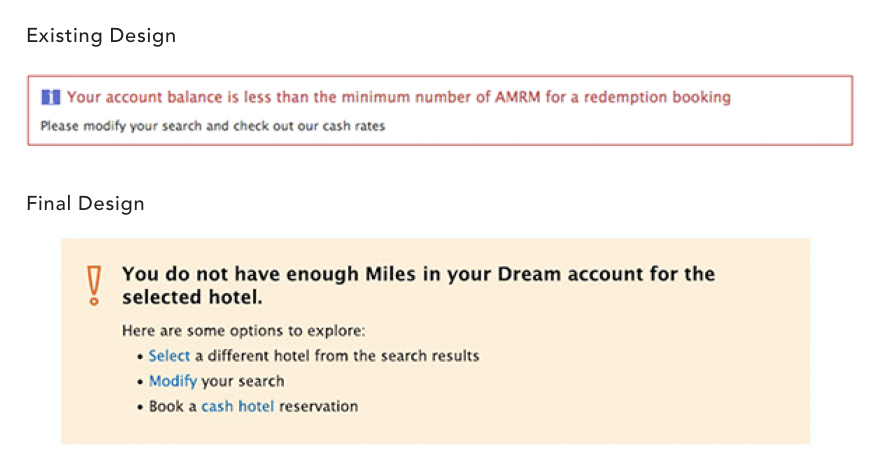 Existing Design
Your account balance is less than the minimum number of AMRM for a redemption booking
Please modify your search and check out our cash rates
Final Design
You do not have enough Miles in your Dream account for the
selected hotel.
Here are some options to explore:
• Select a different hotel from the search results
• Modify your search
• Book a cash hotel reservation